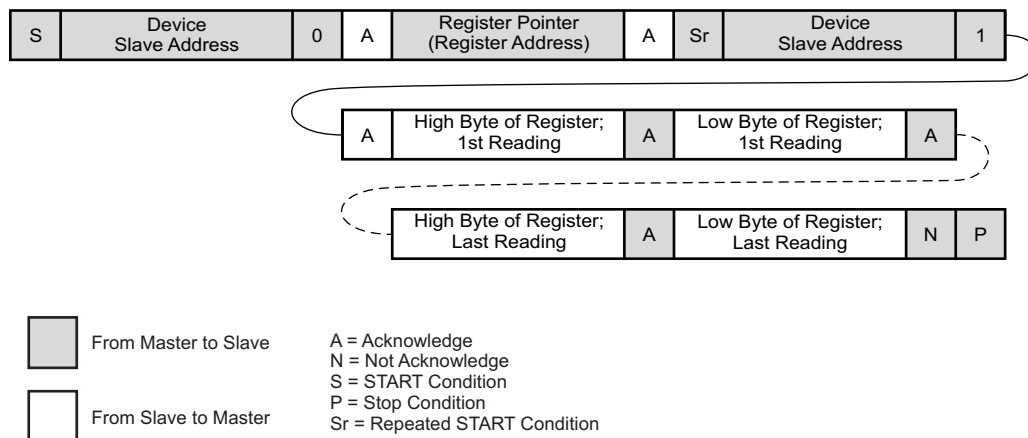 S Device Slave Address 0 A Register Pointer (Register Address) A Sr Device Slave Address 1
A High Byte of Register; 1st Reading A Low Byte of Register; 1st Reading A
High Byte of Register; Last Reading A Low Byte of Register; Last Reading N P
From Master to Slave
From Slave to Master
A = Acknowledge
N = Not Acknowledge
S = START Condition
P = Stop Condition
Sr = Repeated START Condition